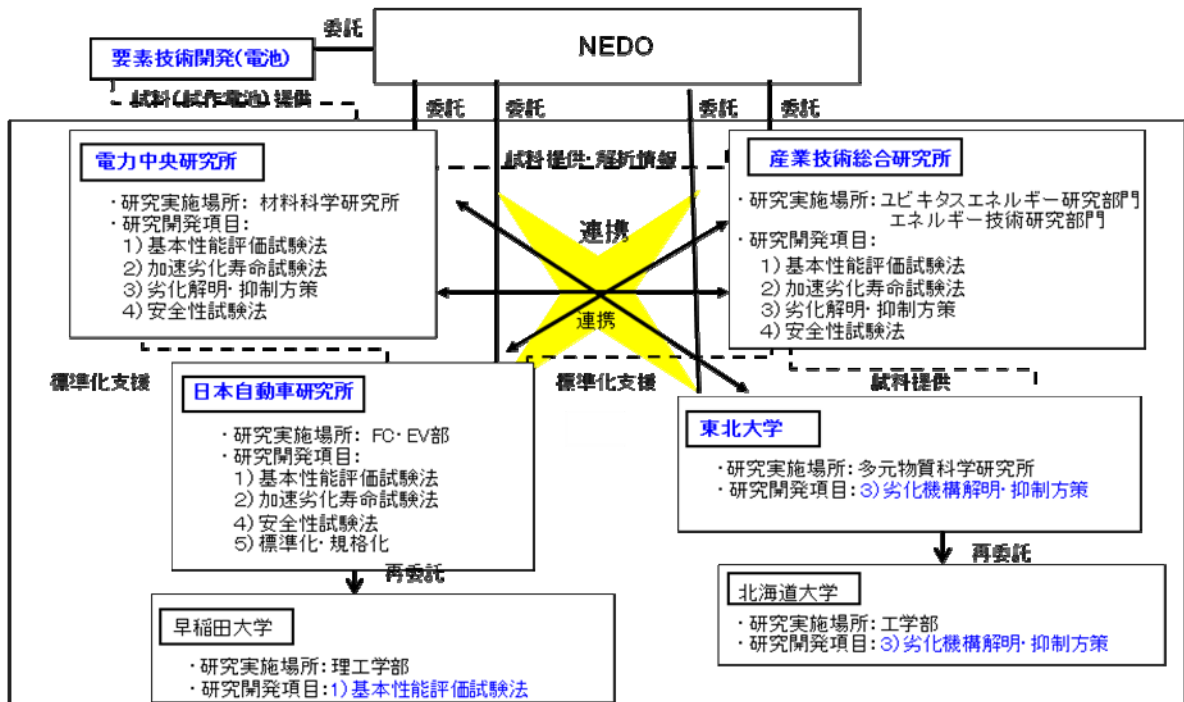 委託
NEDO
要素技術開発(電池)
試料(試作電池)提供
委託
委託
委託
委託
電力中央研究所
・研究実施場所: 材料科学研究所
・研究開発項目:
1)基本性能評価試験法
2)加速劣化寿命試験法
3)劣化解明・抑制方策
4)安全性試験法
試料提供・解析情報
連携
連携
産業技術総合研究所
・研究実施場所:ユビキタスエネルギー研究部門
エネルギー技術研究部門
・研究開発項目:
1)基本性能評価試験法
2)加速劣化寿命試験法
3)劣化解明・抑制方策
4)安全性試験法
標準化支援
標準化支援
試料提供
日本自動車研究所
・研究実施場所: FC・EV部
・研究開発項目:
1)基本性能評価試験法
2)加速劣化寿命試験法
4)安全性試験法
5)標準化・規格化
東北大学
・研究実施場所:多元物質科学研究所
・研究開発項目:3)劣化機構解明・抑制方策
再委託
再委託
早稲田大学
・研究実施場所:理工学部
・研究開発項目:1)基本性能評価試験法
北海道大学
・研究実施場所:工学部
・研究開発項目:3)劣化機構解明・抑制方策